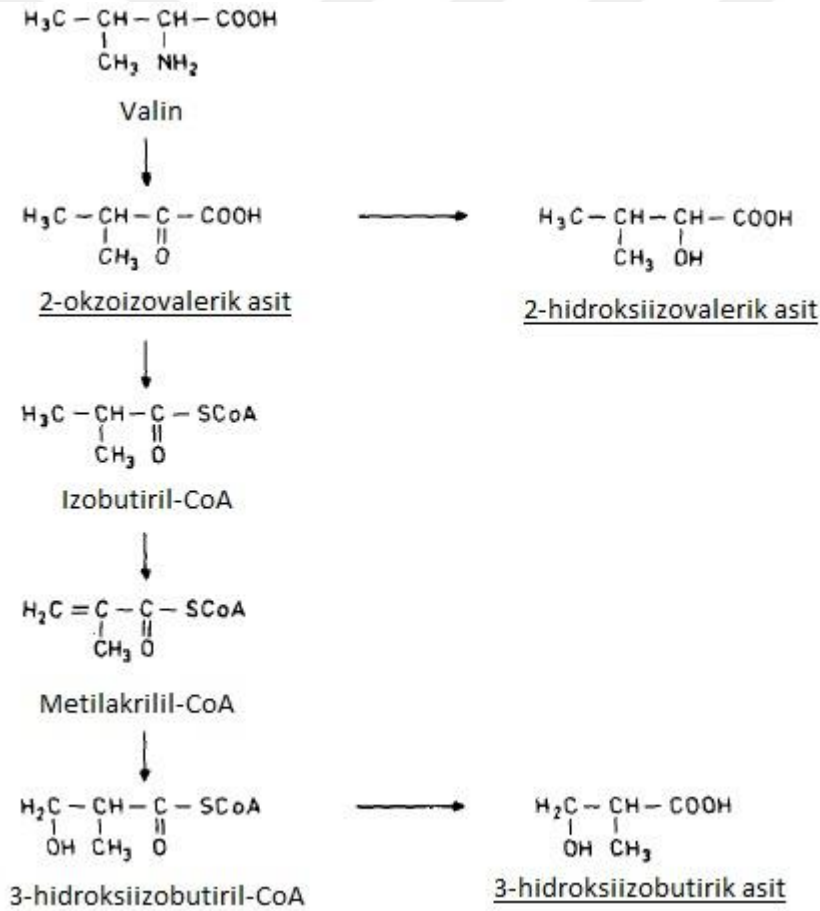 H₃C – CH – CH – COOH
CH₃ NH₂
Valin
H₃C – CH – C – COOH
CH₃ O
2-okzoizovalerik asit
H₃C – CH – CH – COOH
CH₃ OH
2-hidroksiizovalerik asit
H₃C – CH – C – SCoA
CH₃ O
Izobutiril-CoA
H₂C = C – C – SCoA
CH₃ O
Metilakrilil-CoA
H₂C – CH – C – SCoA
OH CH₃ O
3-hidroksiizobutiril-CoA
H₂C – CH – COOH
OH CH₃
3-hidroksiizobutirik asit